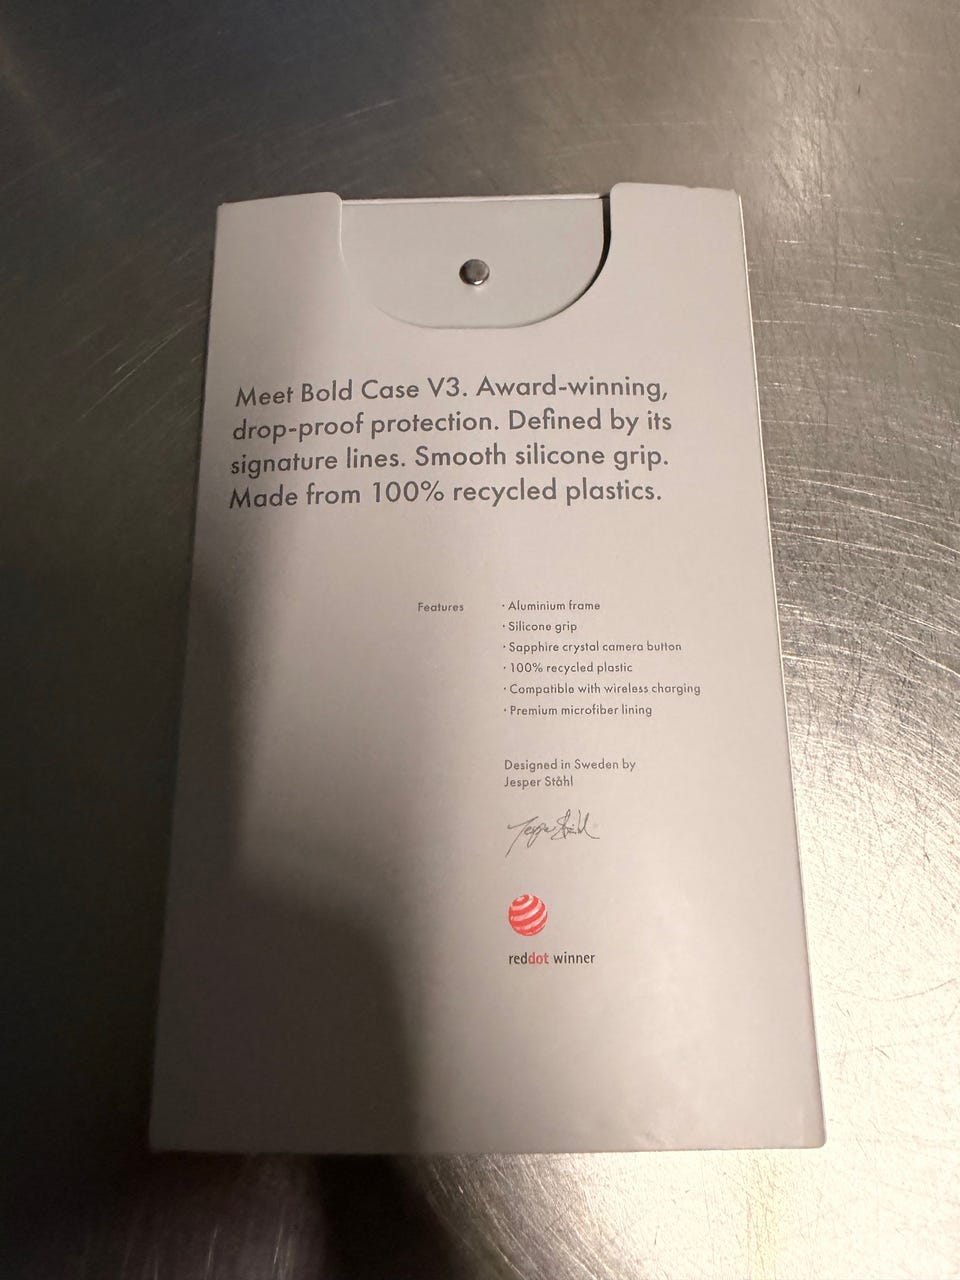 Meet Bold Case V3. Award-winning,
drop-proof protection. Defined by its
signature lines. Smooth silicone grip.
Made from 100% recycled plastics.
Features
· Aluminium frame
· Silicone grip
· Sapphire crystal camera button
· 100% recycled plastic
· Compatible with wireless charging
· Premium microfiber lining
Designed in Sweden by
Jesper Ståhl
Jesper Ståhl
reddot winner